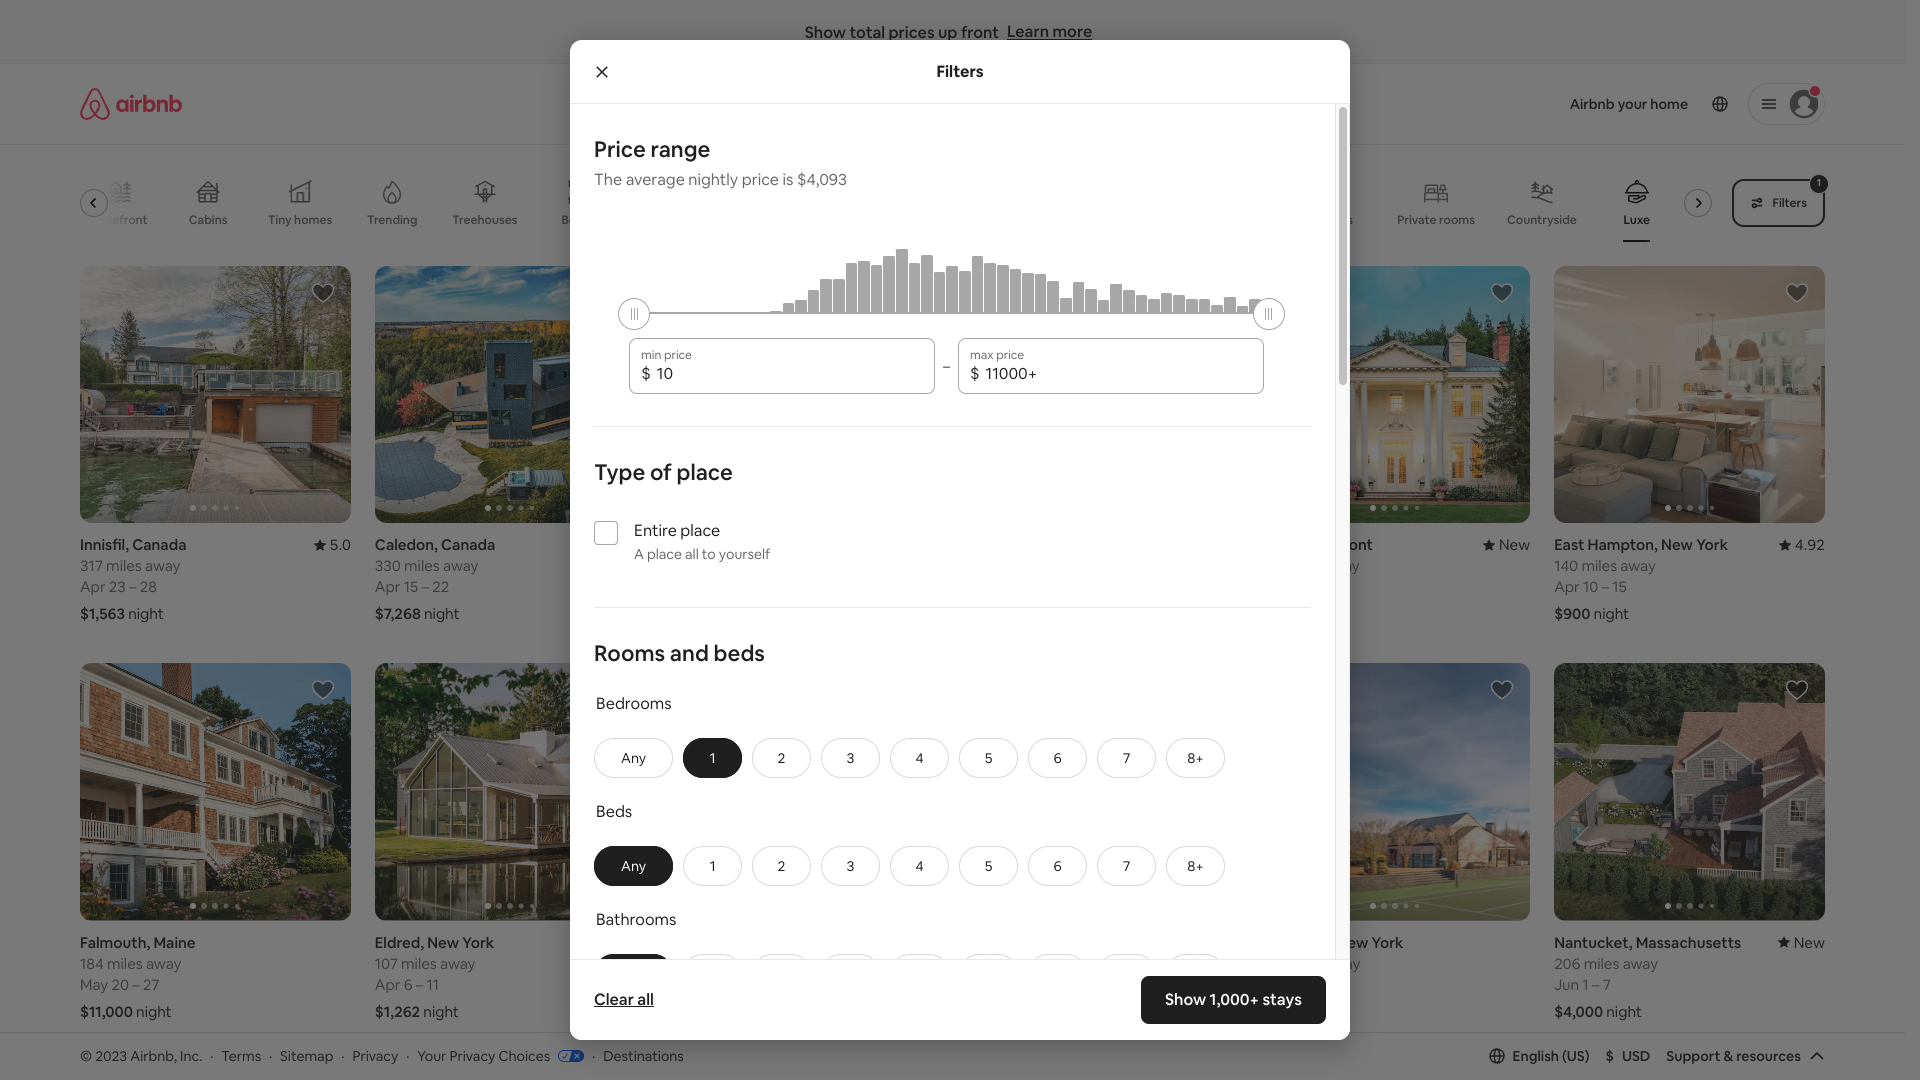 Show total prices up front Learn more
airbnb
Airbnb your home
Filters
Cabins
Tiny homes
Trending
Treehouses
Private rooms
Countryside
Luxe
1
Filters
Price range
The average nightly price is $4,093
min price
$ 10
–
max price
$ 11000+
Type of place
Entire place
A place all to yourself
Rooms and beds
Bedrooms
Any 1 2 3 4 5 6 7 8+
Beds
Any 1 2 3 4 5 6 7 8+
Bathrooms
Clear all
Show 1,000+ stays
Innisfil, Canada 5.0
317 miles away
Apr 23 – 28
$1,563 night
Caledon, Canada
330 miles away
Apr 15 – 22
$7,268 night
New
East Hampton, New York 4.92
140 miles away
Apr 10 – 15
$900 night
Falmouth, Maine
184 miles away
May 20 – 27
$11,000 night
Eldred, New York
107 miles away
Apr 6 – 11
$1,262 night
York
Nantucket, Massachusetts New
206 miles away
Jun 1 – 7
$4,000 night
© 2023 Airbnb, Inc. · Terms · Sitemap · Privacy · Your Privacy Choices · Destinations
English (US) $ USD Support & resources